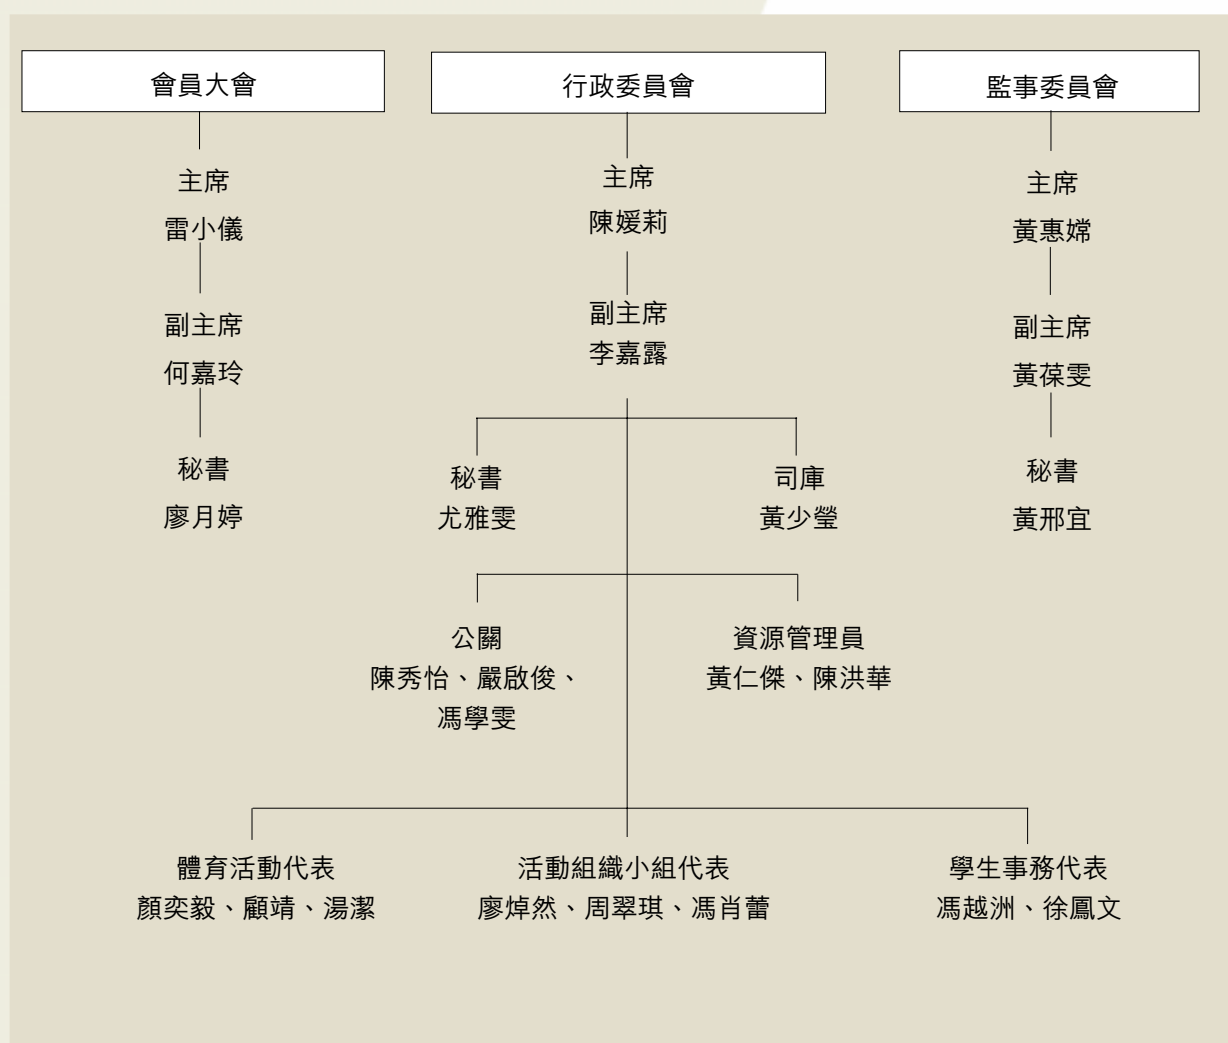 會員大會
主席
雷小儀
副主席
何嘉玲
秘書
廖月婷
行政委員會
主席
陳媛莉
副主席
李嘉露
秘書
尤雅雯
司庫
黃少瑩
公關
陳秀怡、嚴啟俊、
馮學雯
資源管理員
黃仁傑、陳洪華
體育活動代表
顏奕毅、顧靖、湯潔
活動組織小組代表
廖焯然、周翠琪、馮肖蕾
學生事務代表
馮越洲、徐鳳文
監事委員會
主席
黃惠嫦
副主席
黃葆雯
秘書
黃邢宜